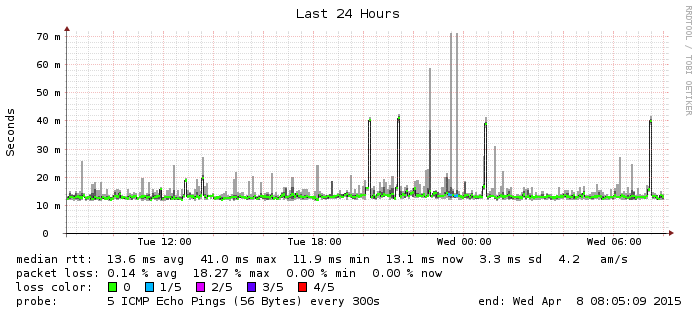 Last 24 Hours
RRDTOOL / TOBI OETIKER
Seconds
70 m
60 m
50 m
40 m
30 m
20 m
10 m
0
Tue 12:00 Tue 18:00 Wed 00:00 Wed 06:00
median rtt: 13.6 ms avg 41.0 ms max 11.9 ms min 13.1 ms now 3.3 ms sd 4.2 am/s
packet loss: 0.14 % avg 18.27 % max 0.00 % min 0.00 % now
loss color: 0 1/5 2/5 3/5 4/5
probe: 5 ICMP Echo Pings (56 Bytes) every 300s end: Wed Apr 8 08:05:09 2015